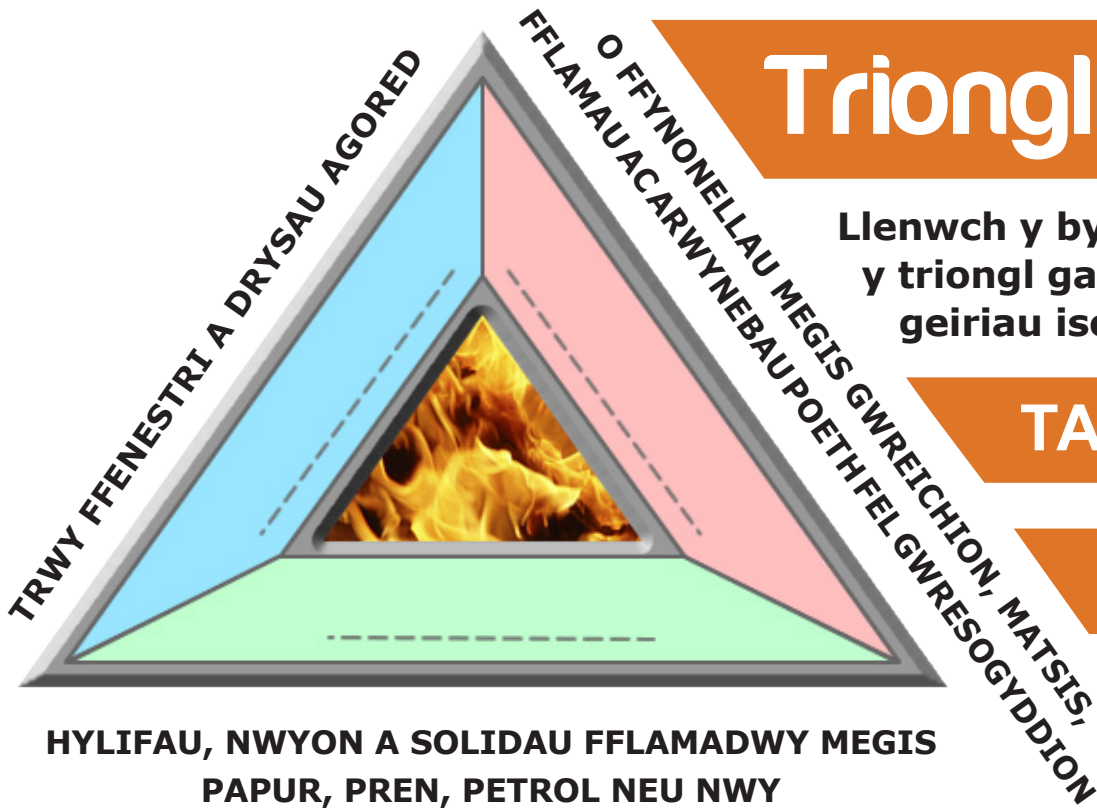 TRWY FFENESTRI A DRYSAU AGORED
O FFYNONELLAU MEGIS GWREICHION, MATSIS,
FFLAMAU AC ARWYNEBAU POETH FEL GWRESOGYDDION
Triongl
Llenwch y by
y triongl ga
geiriau is
TA
HYLIFAU, NWYON A SOLIDAU FFLAMADWY MEGIS
PAPUR, PREN, PETROL NEU NWY